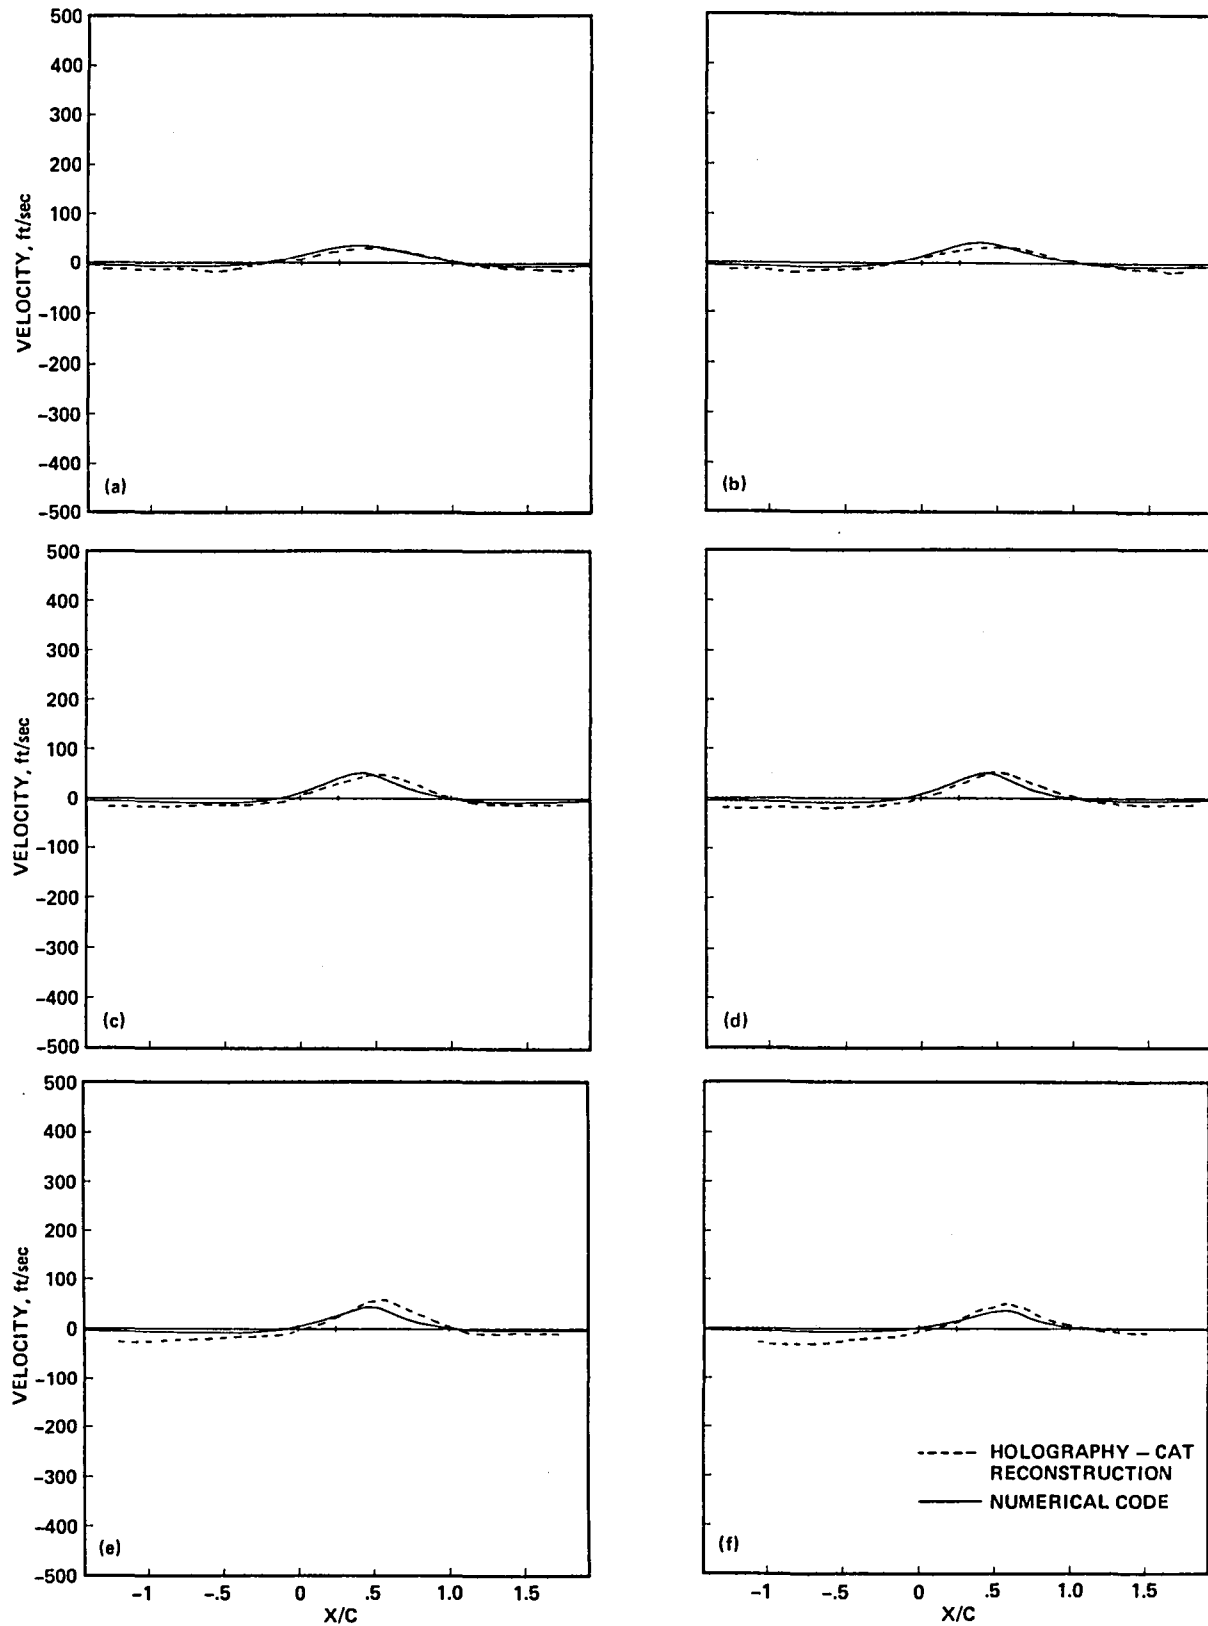 500
400
300
200
100
0
-100
-200
-300
-400
-500
VELOCITY, ft/sec
(a)
(b)
500
400
300
200
100
0
-100
-200
-300
-400
-500
VELOCITY, ft/sec
(c)
(d)
500
400
300
200
100
0
-100
-200
-300
-400
-500
VELOCITY, ft/sec
(e)
-1 -.5 0 .5 1.0 1.5
X/C
(f)
HOLOGRAPHY – CAT
RECONSTRUCTION
NUMERICAL CODE
-1 -.5 0 .5 1.0 1.5
X/C